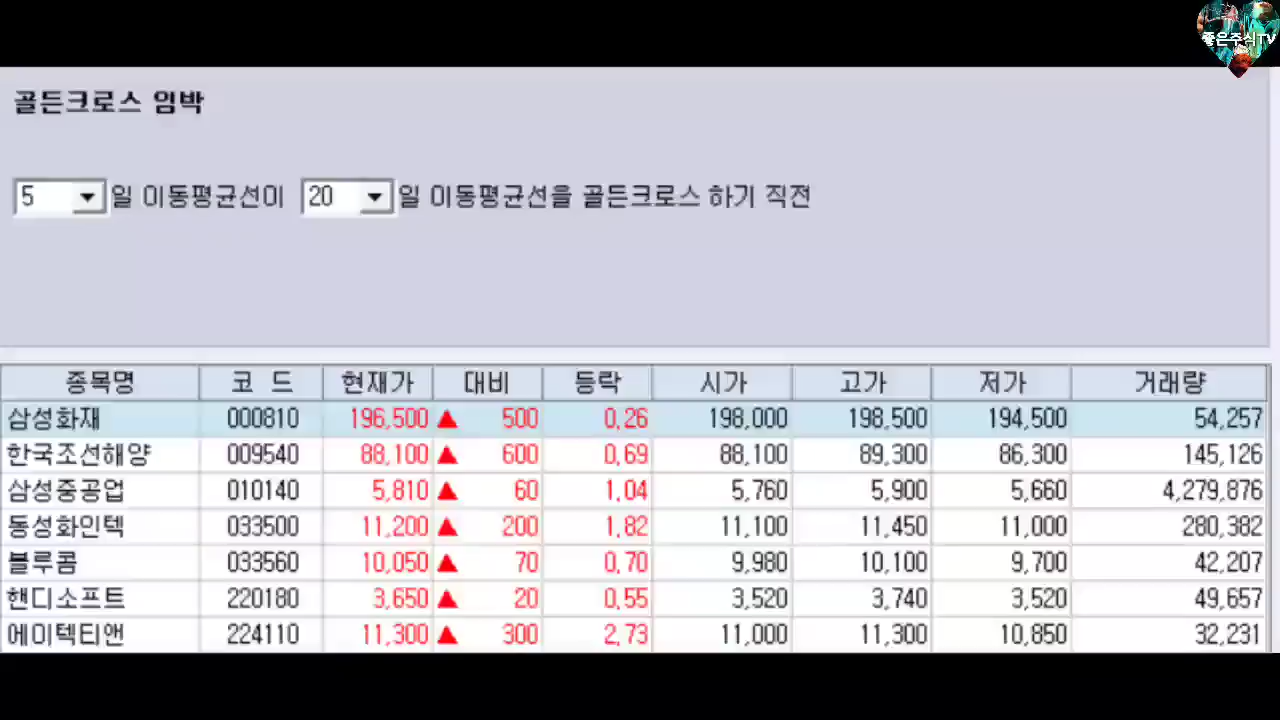 좋은주식TV
골든크로스 임박
5 일 이동평균선이 20 일 이동평균선을 골든크로스 하기 직전
종목명 코 드 현재가 대비 등락 시가 고가 저가 거래량
삼성화재 000810 196,500 ▲ 500 0.26 198,000 198,500 194,500 54,257
한국조선해양 009540 88,100 ▲ 600 0.69 88,100 89,300 86,300 145,126
삼성중공업 010140 5,810 ▲ 60 1.04 5,760 5,900 5,660 4,279,876
동성화인텍 033500 11,200 ▲ 200 1.82 11,100 11,450 11,000 280,382
블루콤 033560 10,050 ▲ 70 0.70 9,980 10,100 9,700 42,207
핸디소프트 220180 3,650 ▲ 20 0.55 3,520 3,740 3,520 49,657
에이텍티앤 224110 11,300 ▲ 300 2.73 11,000 11,300 10,850 32,231